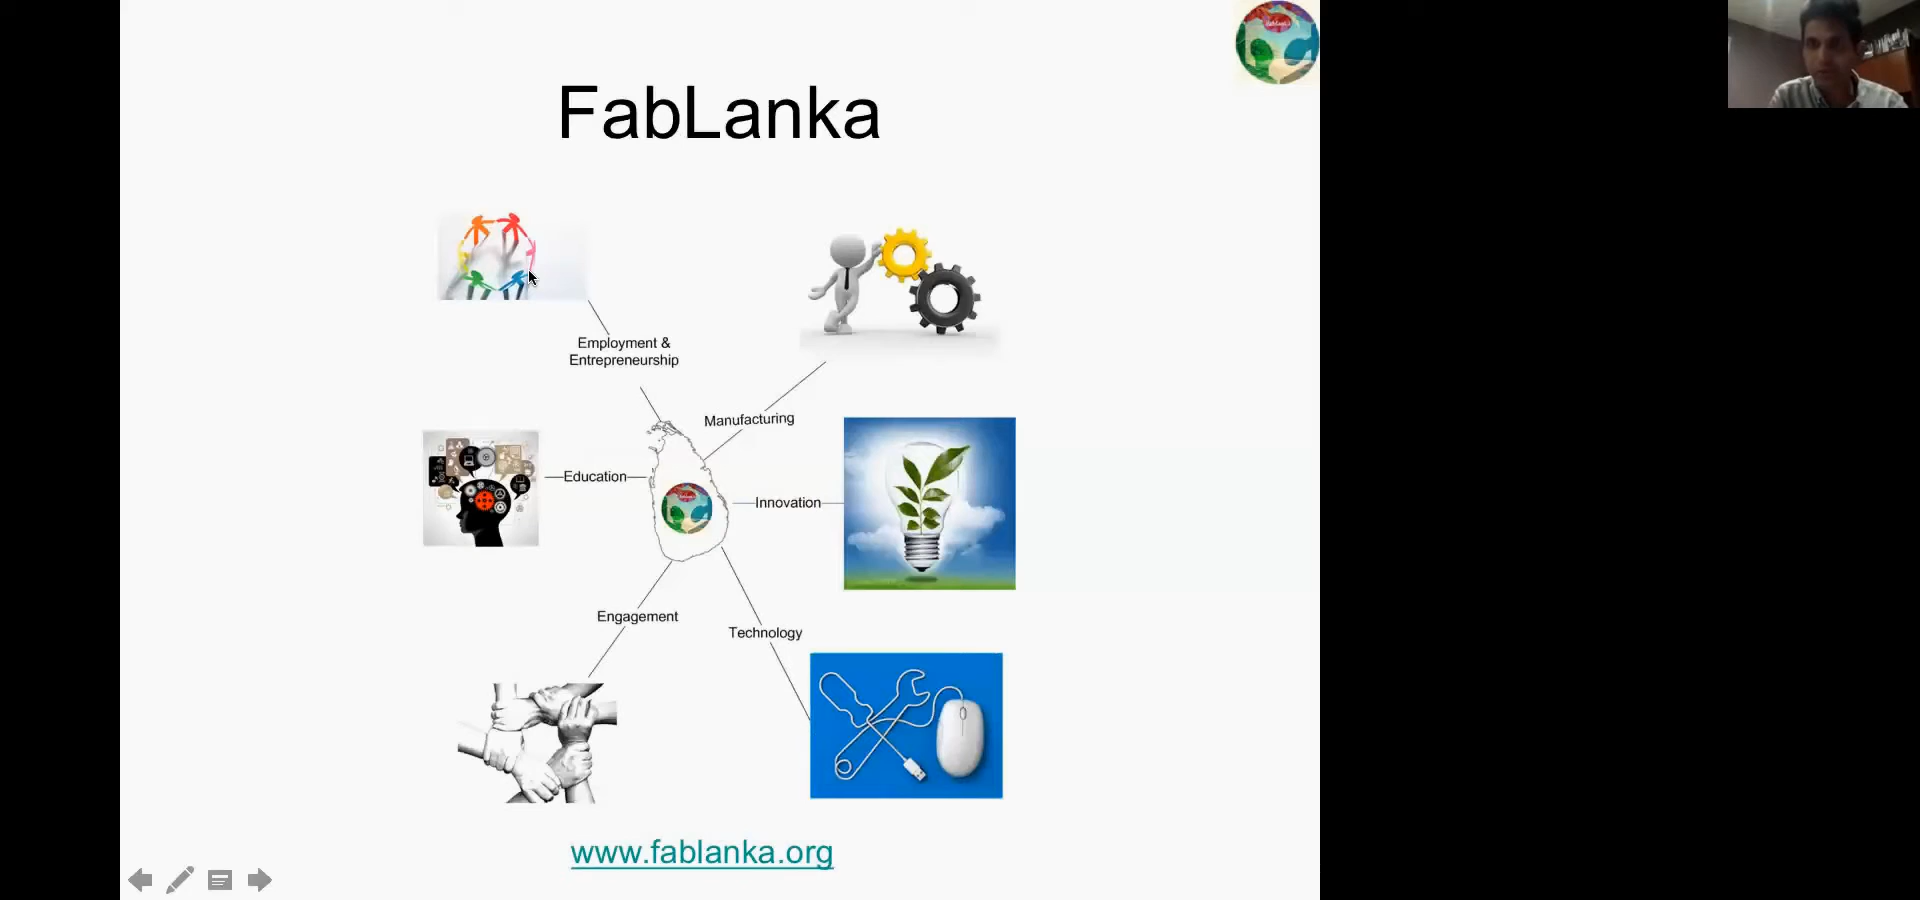 FabLanka
Employment &
Entrepreneurship
Manufacturing
Education
Innovation
Engagement
Technology
www.fablanka.org